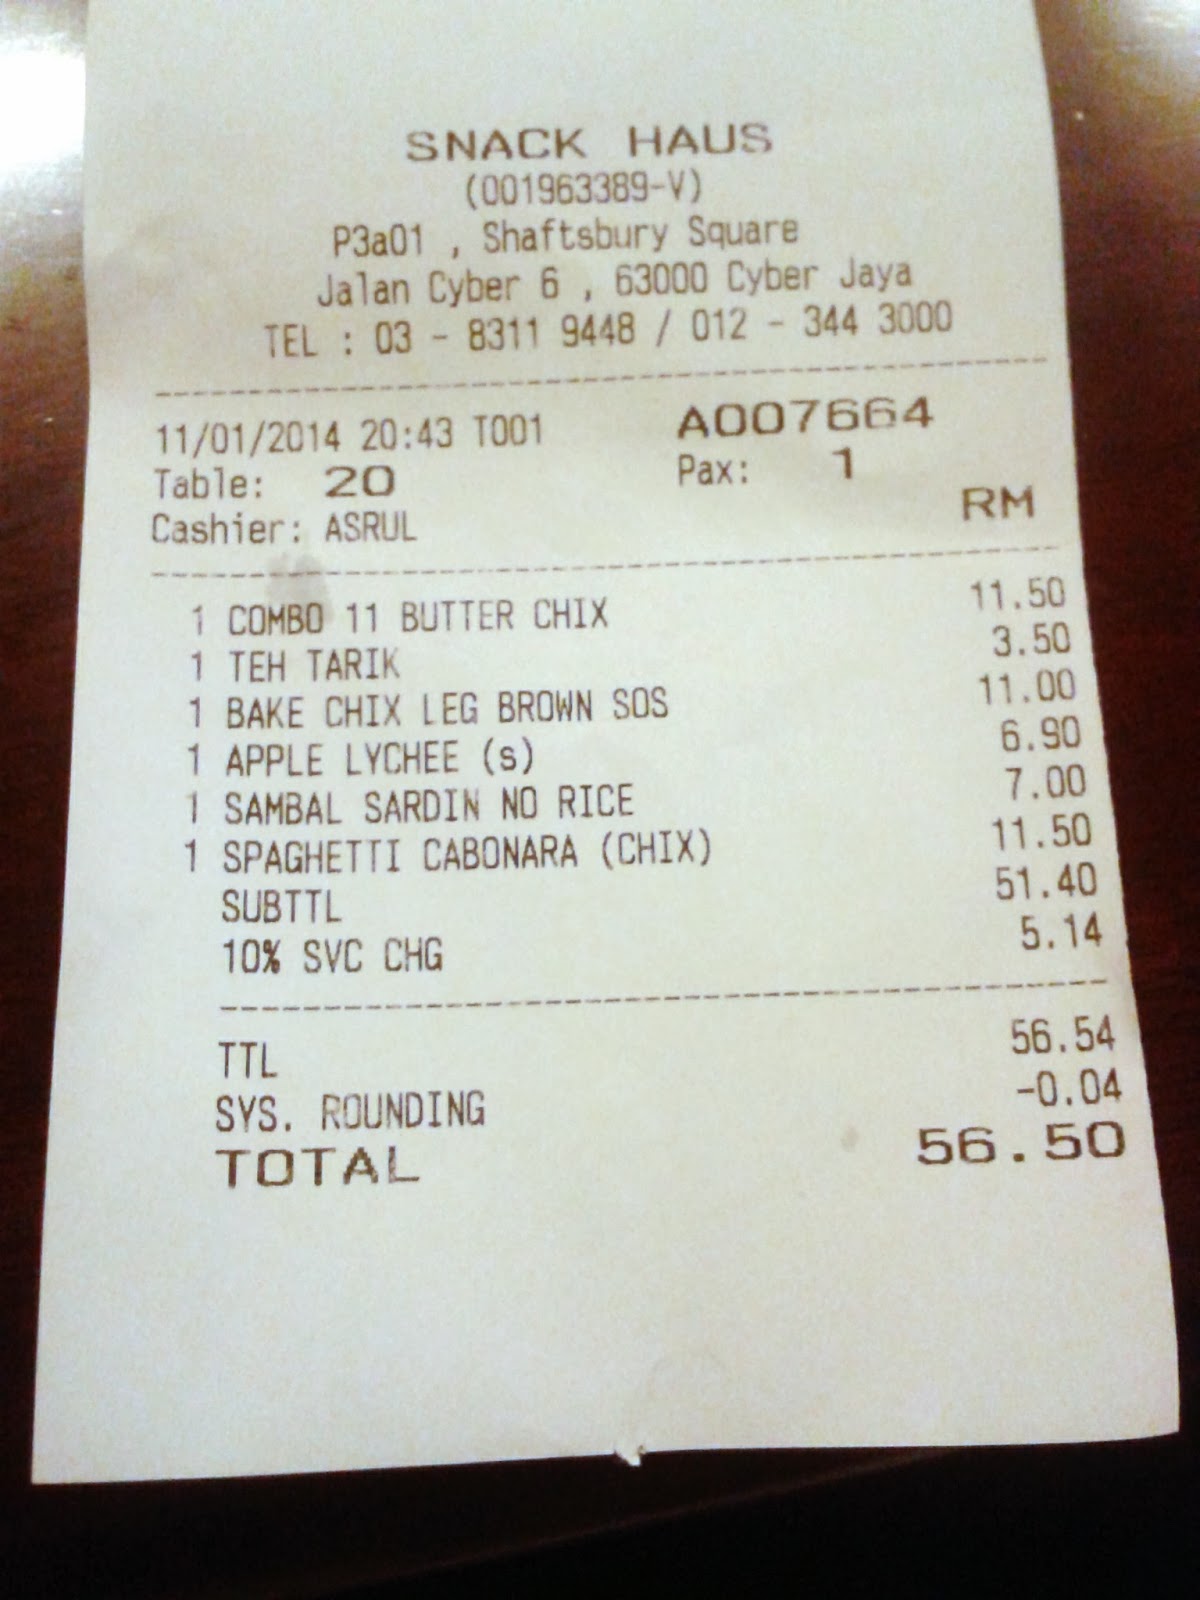 SNACK HAUS
(001963389-V)
P3a01 , Shaftsbury Square
Jalan Cyber 6 , 63000 Cyber Jaya
TEL : 03 - 8311 9448 / 012 - 344 3000
11/01/2014 20:43 T001 A007664
Table: 20 Pax: 1
Cashier: ASRUL RM
1 COMBO 11 BUTTER CHIX 11.50
1 TEH TARIK 3.50
1 BAKE CHIX LEG BROWN SOS 11.00
1 APPLE LYCHEE (s) 6.90
1 SAMBAL SARDIN NO RICE 7.00
1 SPAGHETTI CABONARA (CHIX) 11.50
SUBTTL 51.40
10% SVC CHG 5.14
TTL 56.54
SYS. ROUNDING -0.04
TOTAL 56.50